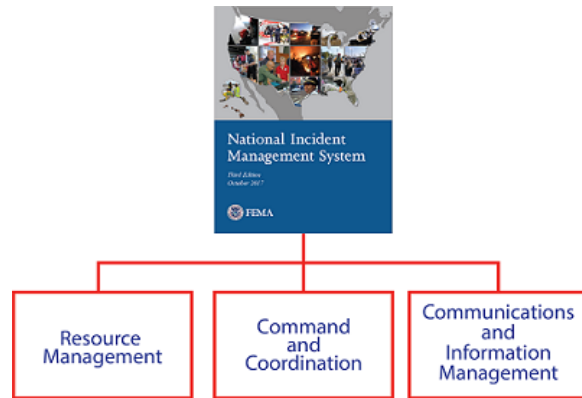 National Incident
Management System
Third Edition
October 2017
FEMA
Resource
Management
Command
and
Coordination
Communications
and
Information
Management